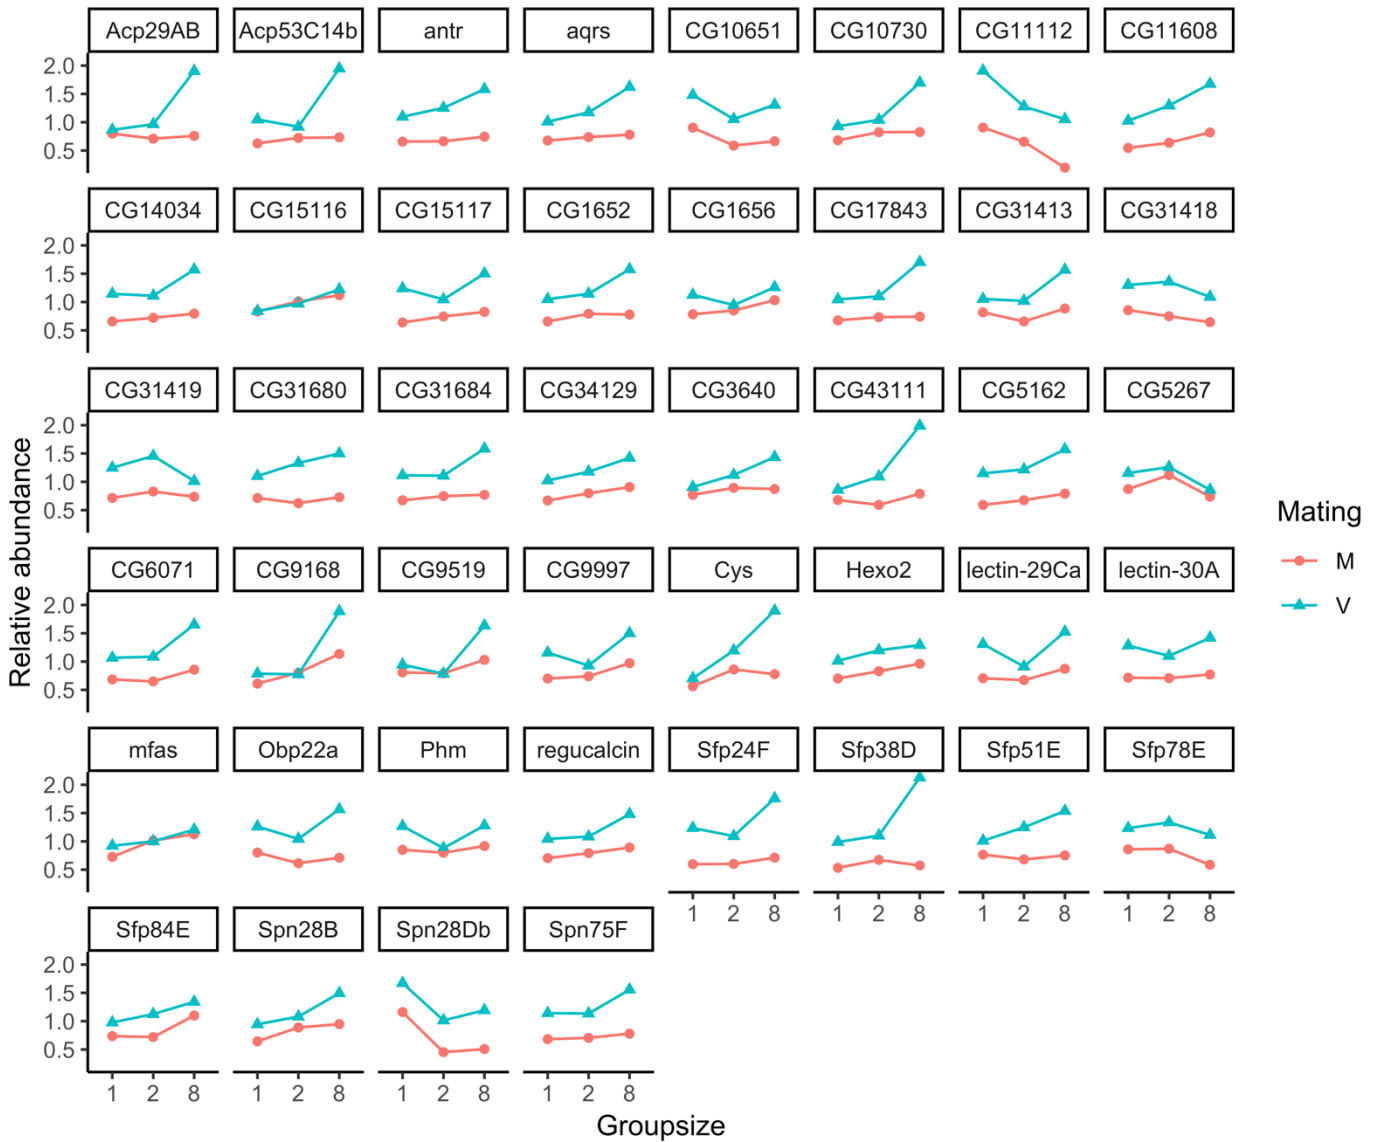 Acp29AB Acp53C14b antr aqrs CG10651 CG10730 CG11112 CG11608
2.0
1.5
1.0
0.5
CG14034 CG15116 CG15117 CG1652 CG1656 CG17843 CG31413 CG31418
2.0
1.5
1.0
0.5
CG31419 CG31680 CG31684 CG34129 CG3640 CG43111 CG5162 CG5267
2.0
1.5
1.0
0.5
Relative abundance
Mating
M
V
CG6071 CG9168 CG9519 CG9997 Cys Hexo2 lectin-29Ca lectin-30A
2.0
1.5
1.0
0.5
mfas Obp22a Phm regucalcin Sfp24F Sfp38D Sfp51E Sfp78E
2.0
1.5
1.0
0.5
1 2 8 1 2 8 1 2 8 1 2 8
Sfp84E Spn28B Spn28Db Spn75F
2.0
1.5
1.0
0.5
1 2 8 1 2 8 1 2 8 1 2 8
Groupsize